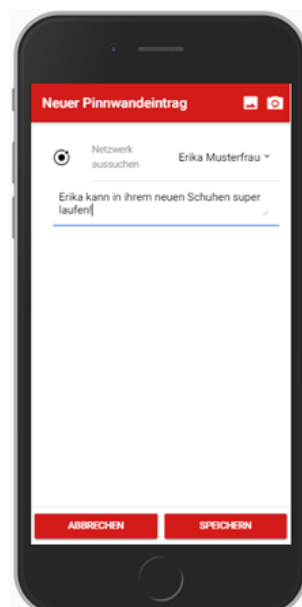 Neuer Pinnwandeintrag
Netzwerk
aussuchen
Erika Musterfrau
Erika kann in ihrem neuen Schuhen super
laufen!
ABBRECHEN
SPEICHERN